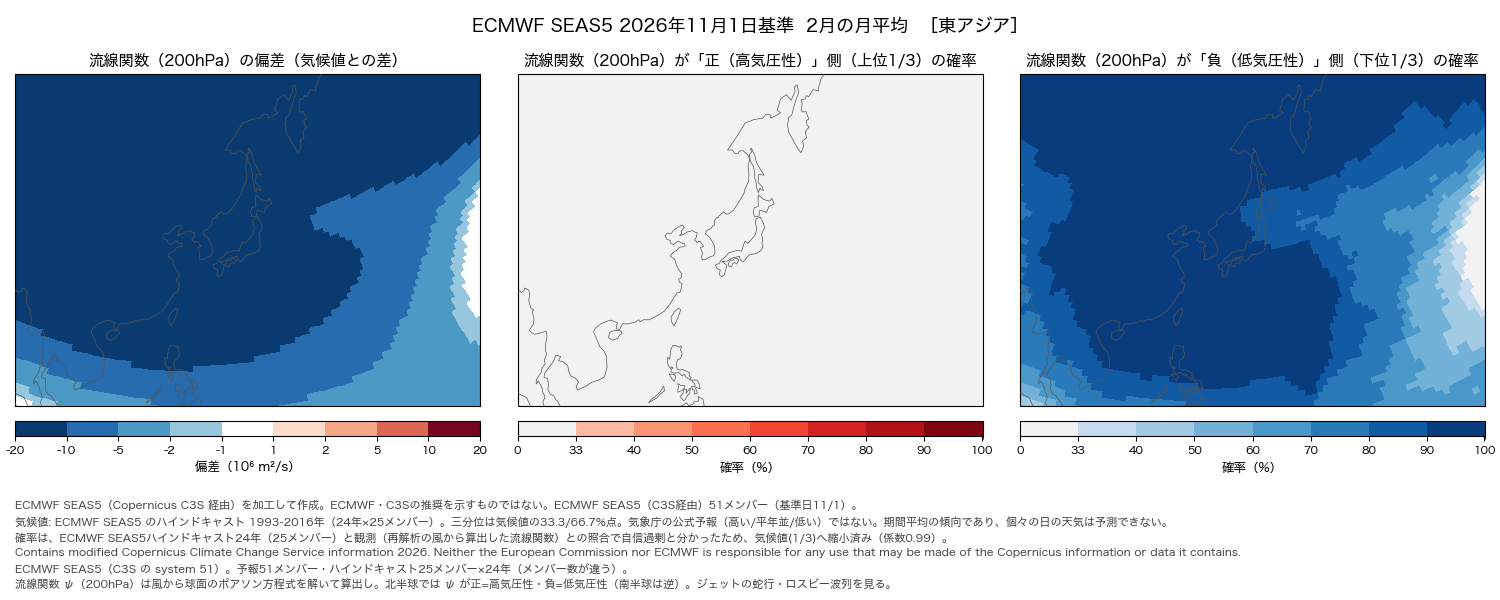 ECMWF SEAS5 2026年11月1日基準 2月の月平均 ［東アジア］
流線関数（200hPa）の偏差（気候値との差）
流線関数（200hPa）が「正（高気圧性）」側（上位1/3）の確率
流線関数（200hPa）が「負（低気圧性）」側（下位1/3）の確率
-20 -10 -5 -2 -1 1 2 5 10 20
偏差（10⁶ m²/s）
0 33 40 50 60 70 80 90 100
確率（%）
0 33 40 50 60 70 80 90 100
確率（%）
ECMWF SEAS5（Copernicus C3S 経由）を加工して作成。ECMWF・C3Sの推奨を示すものではない。ECMWF SEAS5（C3S経由）51メンバー（基準日11/1）。
気候値: ECMWF SEAS5 のハインドキャスト 1993-2016年（24年×25メンバー）。三分位は気候値の33.3/66.7%点。気象庁の公式予報（高い/平年並/低い）ではない。期間平均の傾向であり、個々の日の天気は予測できない。
確率は、ECMWF SEAS5ハインドキャスト24年（25メンバー）と観測（再解析の風から算出した流線関数）との照合で自信過剰と分かったため、気候値(1/3)へ縮小済み（係数0.99）。
Contains modified Copernicus Climate Change Service information 2026. Neither the European Commission nor ECMWF is responsible for any use that may be made of the Copernicus information or data it contains.
ECMWF SEAS5（C3S の system 51）。予報51メンバー・ハインドキャスト25メンバー×24年（メンバー数が違う）。
流線関数 ψ（200hPa）は風から球面のポアソン方程式を解いて算出し。北半球では ψ が正=高気圧性・負=低気圧性（南半球は逆）。ジェットの蛇行・ロスビー波列を見る。